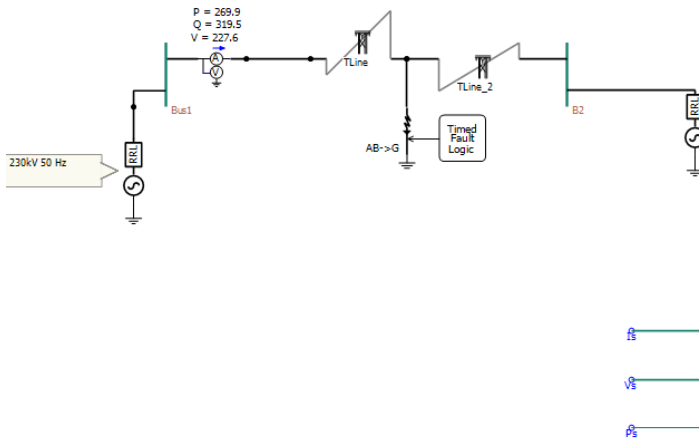 P = 269.9
Q = 319.5
V = 227.6
A
V
TLine
TLine_2
Bus1
B2
RRL
RRL
AB->G
Timed
Fault
Logic
230kV 50 Hz
Is
Vs
Ps